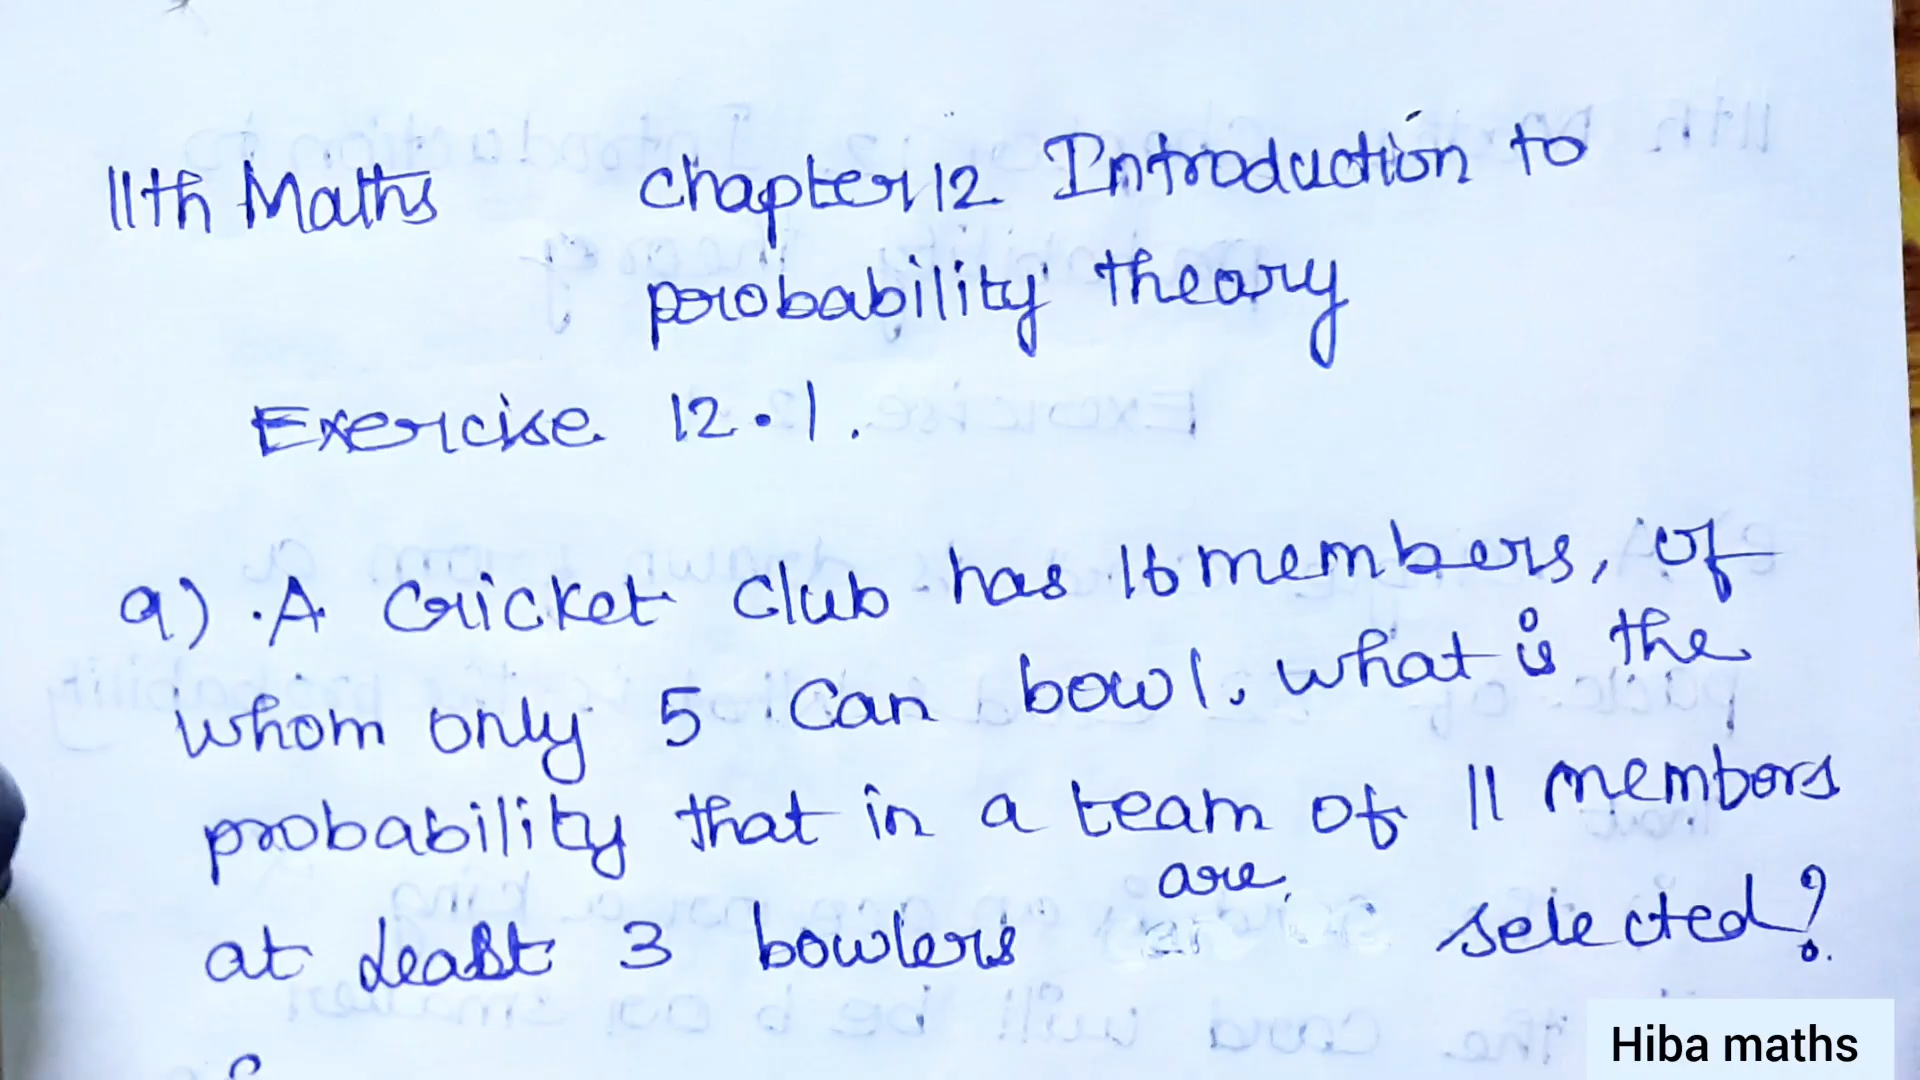 11th Maths chapter 12 Introduction to
probability theory
Exercise 12.1.
9) A Cricket Club has 16 members, of
whom only 5 Can bowl. what is the
probability that in a team of 11 members
are
at least 3 bowlers selected?
Hiba maths